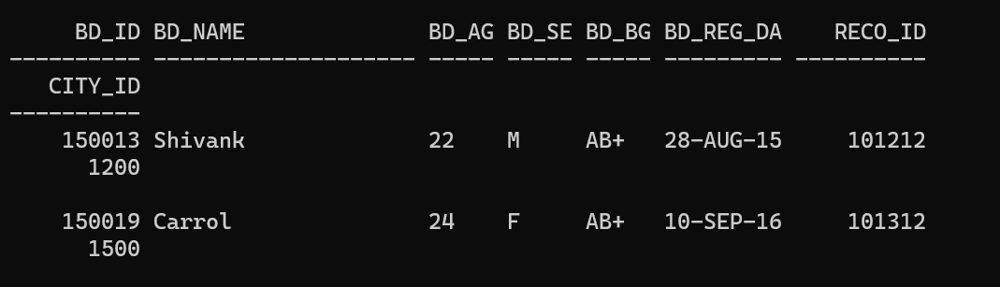 BD_ID BD_NAME              BD_AG BD_SE BD_BG BD_REG_DA    RECO_ID
---------- -------------------- ----- ----- ----- --------- ----------
   CITY_ID
----------
    150013 Shivank              22    M     AB+   28-AUG-15     101212
      1200

    150019 Carrol               24    F     AB+   10-SEP-16     101312
      1500